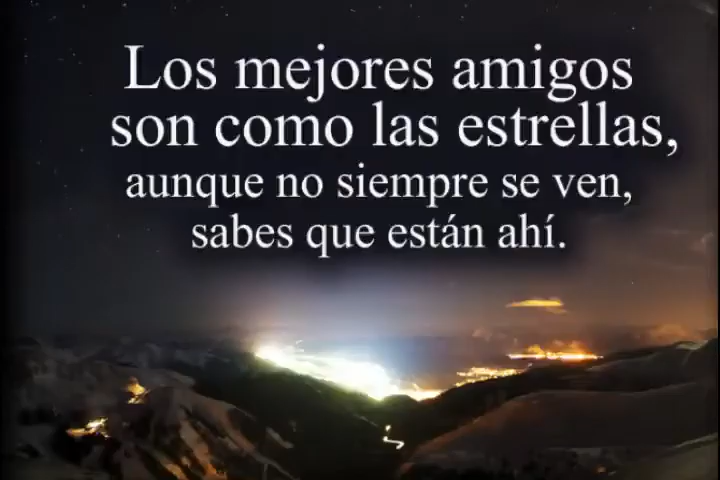 Los mejores amigos
son como las estrellas,
aunque no siempre se ven,
sabes que están ahí.